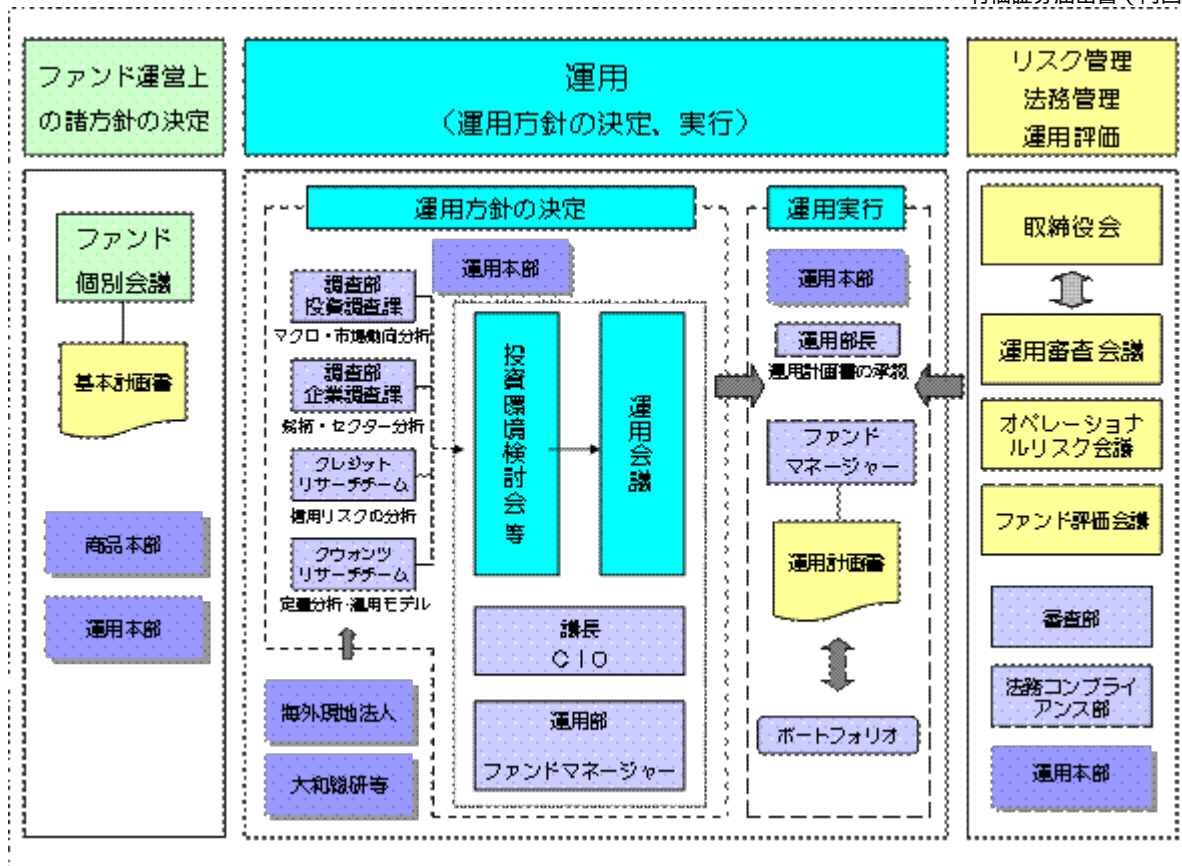 ファンド運営上
の諸方針の決定
運用
(運用方針の決定、実行)
リスク管理
法務管理
運用評価
ファンド
個別会議
基本計画書
商品本部
運用本部
運用方針の決定
運用本部
調査部
投資調査課
マクロ・市場動向分析
調査部
企業調査課
銘柄・セクター分析
クレジット
リサーチチーム
信用リスクの分析
クウォンツ
リサーチチーム
定量分析・運用モデル
海外現地法人
大和総研等
投資環境検討会 等
運用会議
議長
CIO
運用部
ファンドマネージャー
運用実行
運用本部
運用部長
運用計画書の承認
ファンド
マネージャー
運用計画書
ポートフォリオ
取締役会
運用審査会議
オペレーショナ
ルリスク会議
ファンド評価会議
審査部
法務コンプライ
アンス部
運用本部